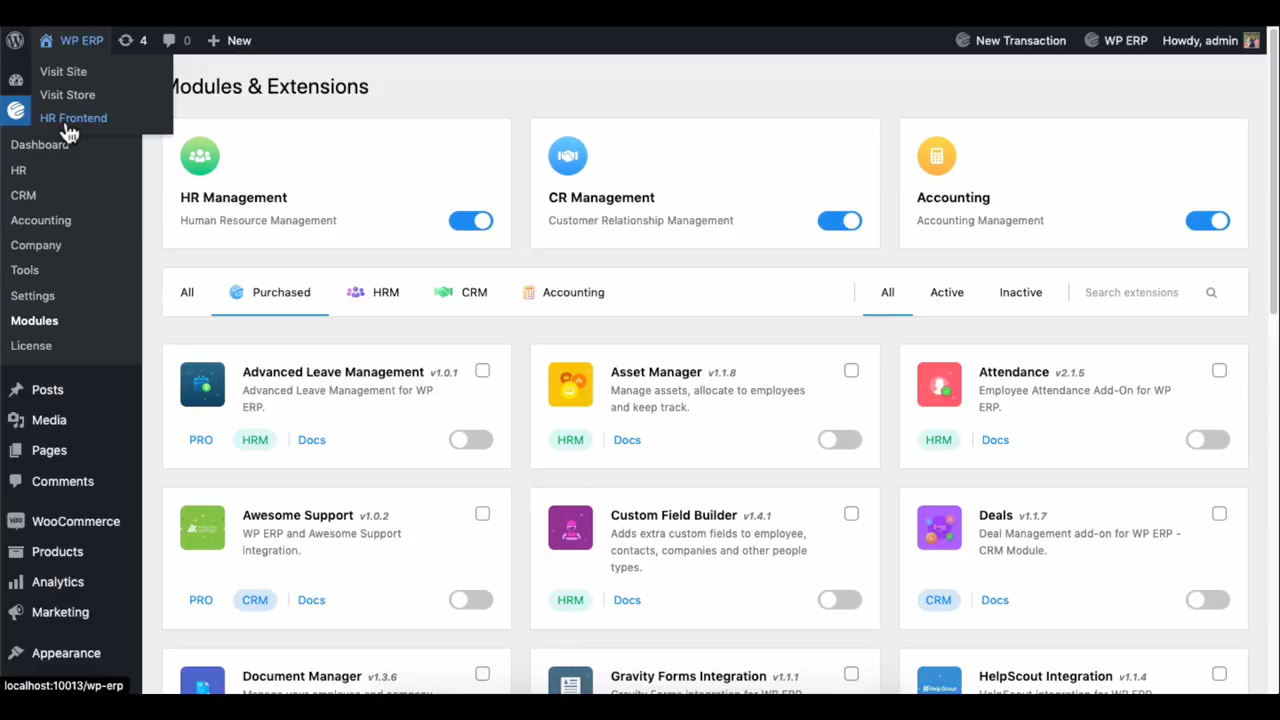 WP ERP 4 0 New New Transaction WP ERP Howdy, admin
Visit Site
Visit Store
HR Frontend
Dashboard
HR
CRM
Accounting
Company
Tools
Settings
Modules
License
Posts
Media
Pages
Comments
WooCommerce
Products
Analytics
Marketing
Appearance
localhost:10013/wp-erp
Modules & Extensions
HR Management
Human Resource Management
CR Management
Customer Relationship Management
Accounting
Accounting Management
All Purchased HRM CRM Accounting All Active Inactive Search extensions
Advanced Leave Management v1.0.1
Advanced Leave Management for WP
ERP.
PRO HRM Docs
Asset Manager v1.1.8
Manage assets, allocate to employees
and keep track.
HRM Docs
Attendance v2.1.5
Employee Attendance Add-On for WP
ERP.
HRM Docs
Awesome Support v1.0.2
WP ERP and Awesome Support
integration.
PRO CRM Docs
Custom Field Builder v1.4.1
Adds extra custom fields to employee,
contacts, companies and other people
types.
HRM Docs
Deals v1.1.7
Deal Management add-on for WP ERP -
CRM Module.
CRM Docs
Document Manager v1.3.6
Manage your employee and company
Gravity Forms Integration v1.1.1
Gravity Forms integration for WP ERP
HelpScout Integration v1.1.4
HelpScout integration for WP ERP